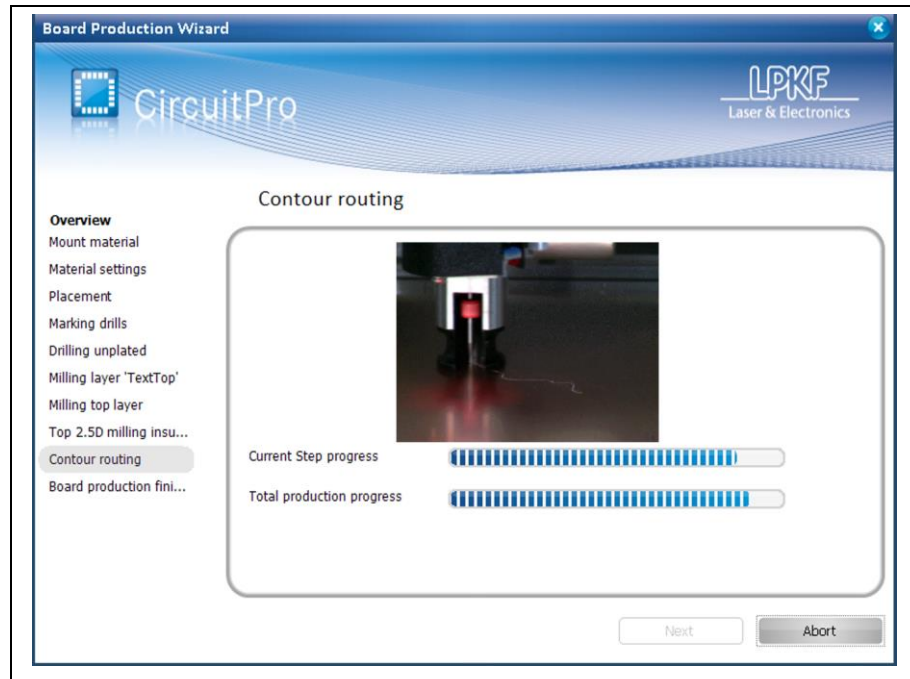 Board Production Wizard
CircuitPro
LPKF
Laser & Electronics
Contour routing
Overview
Mount material
Material settings
Placement
Marking drills
Drilling unplated
Milling layer 'TextTop'
Milling top layer
Top 2.5D milling insu...
Contour routing
Board production fini...
Current Step progress
Total production progress
Next
Abort